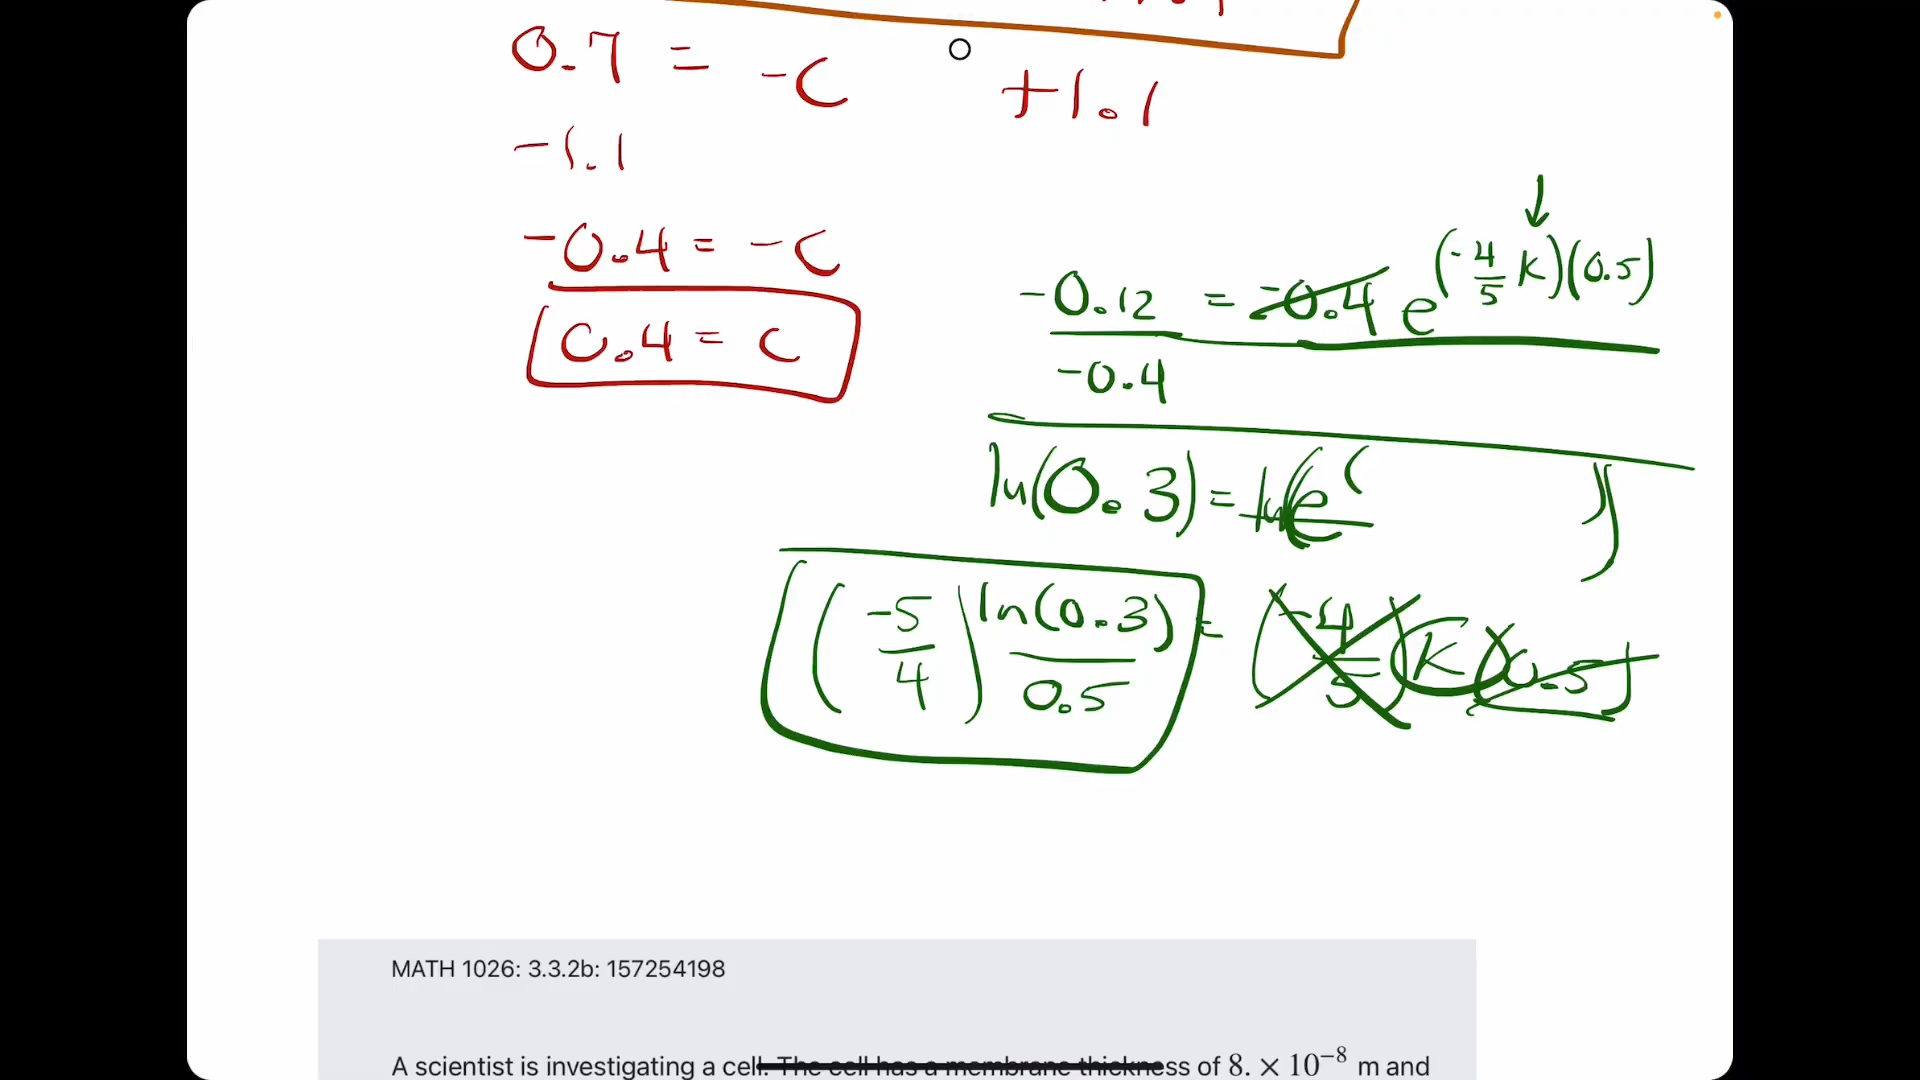 0.7 = -C +1.1
-1.1
-0.4 = -C
0.4 = C
-0.12 = -0.4 e^(-4/5 K)(0.5)
-0.4
ln(0.3) = ln(e^( ))
(-5/4) ln(0.3)/0.5 = (-4/5)(K)(0.5)
MATH 1026: 3.3.2b: 157254198
A scientist is investigating a cell. The cell has a membrane thickness of 8. × 10⁻⁸ m and